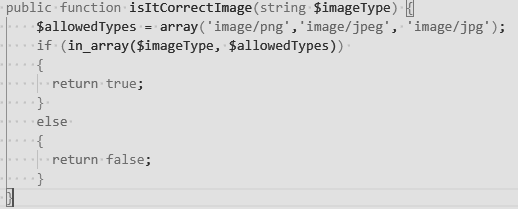 public function isItCorrectImage(string $imageType) {
    $allowedTypes = array('image/png','image/jpeg', 'image/jpg');
    if (in_array($imageType, $allowedTypes))
    {
      return true;
    }
    else
    {
      return false;
    }
}